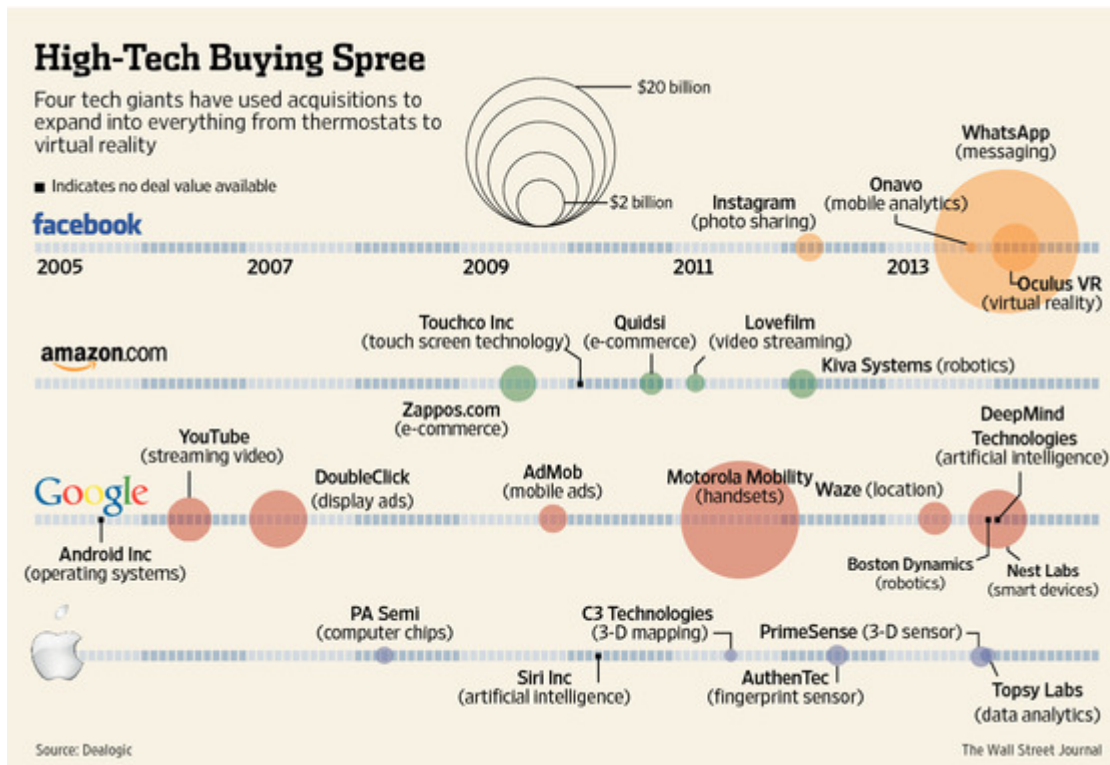 High-Tech Buying Spree
Four tech giants have used acquisitions to
expand into everything from thermostats to
virtual reality
■ Indicates no deal value available
$20 billion
$2 billion
facebook
2005
2007
2009
2011
2013
Instagram
(photo sharing)
Onavo
(mobile analytics)
WhatsApp
(messaging)
Oculus VR
(virtual reality)
amazon.com
Touchco Inc
(touch screen technology)
Zappos.com
(e-commerce)
Quidsi
(e-commerce)
Lovefilm
(video streaming)
Kiva Systems (robotics)
Google
Android Inc
(operating systems)
YouTube
(streaming video)
DoubleClick
(display ads)
AdMob
(mobile ads)
Motorola Mobility
(handsets)
Waze (location)
Boston Dynamics
(robotics)
DeepMind
Technologies
(artificial intelligence)
Nest Labs
(smart devices)
PA Semi
(computer chips)
Siri Inc
(artificial intelligence)
C3 Technologies
(3-D mapping)
AuthenTec
(fingerprint sensor)
PrimeSense (3-D sensor)
Topsy Labs
(data analytics)
Source: Dealogic
The Wall Street Journal